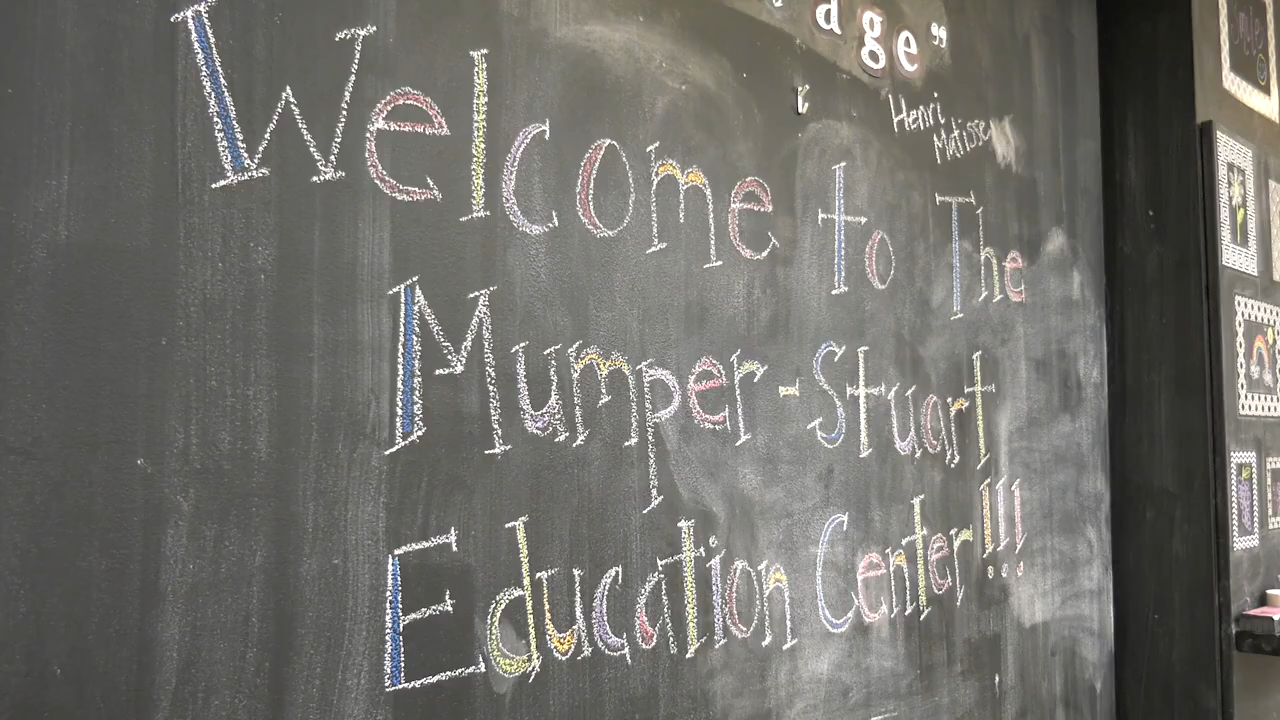 age”
Henri
Matisse
Welcome to The
Mumper-Stuart
Education Center!!!